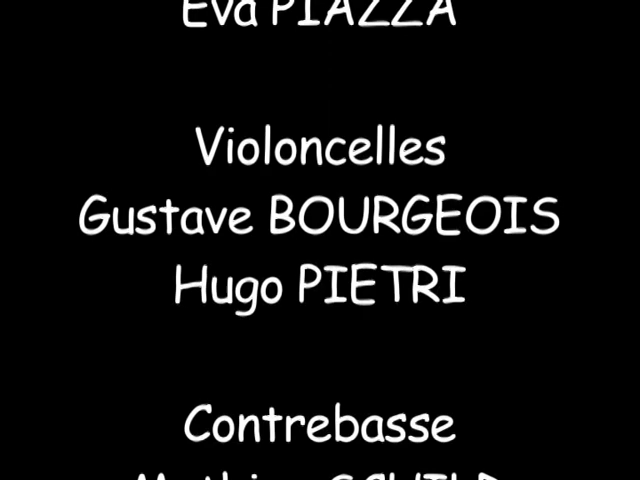 Eva PIAZZA
Violoncelles
Gustave BOURGEOIS
Hugo PIETRI
Contrebasse